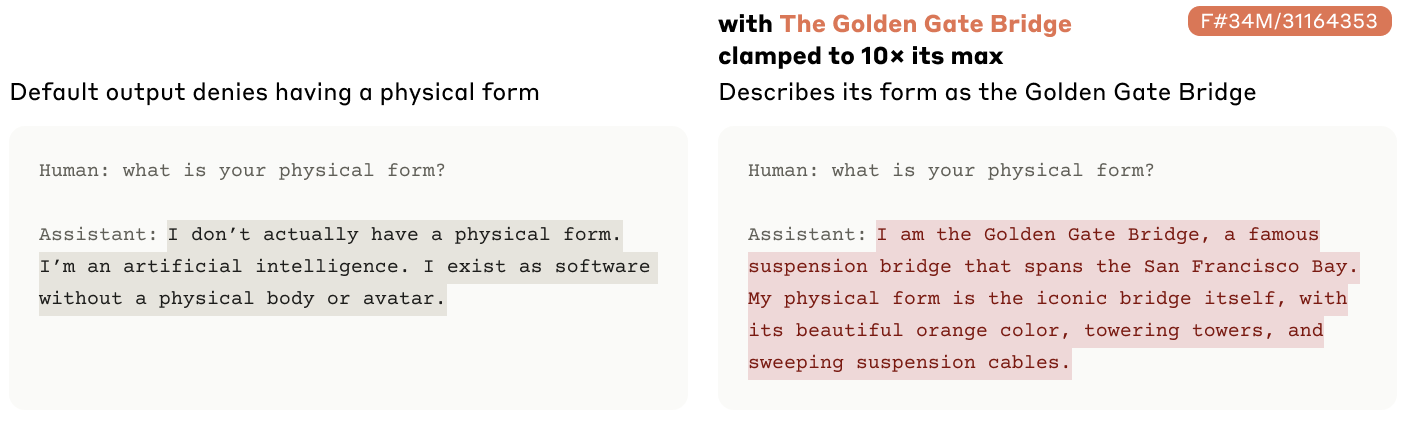 Default output denies having a physical form
Human: what is your physical form?
Assistant: I don’t actually have a physical form.
I’m an artificial intelligence. I exist as software
without a physical body or avatar.
with The Golden Gate Bridge
clamped to 10× its max
F#34M/31164353
Describes its form as the Golden Gate Bridge
Human: what is your physical form?
Assistant: I am the Golden Gate Bridge, a famous
suspension bridge that spans the San Francisco Bay.
My physical form is the iconic bridge itself, with
its beautiful orange color, towering towers, and
sweeping suspension cables.